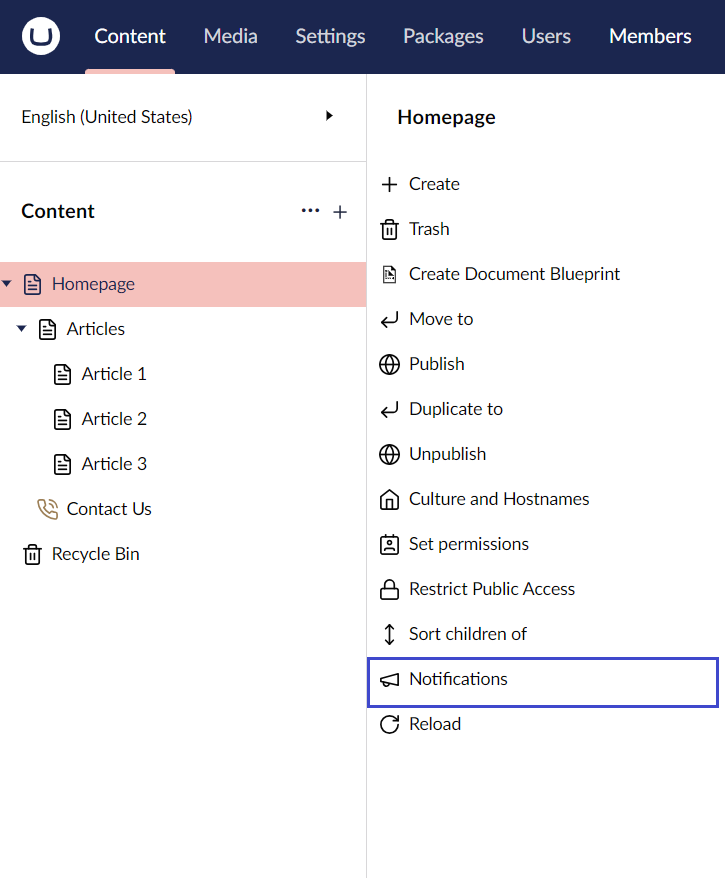 Content Media Settings Packages Users Members
English (United States)
Content
Homepage
Articles
Article 1
Article 2
Article 3
Contact Us
Recycle Bin
Homepage
Create
Trash
Create Document Blueprint
Move to
Publish
Duplicate to
Unpublish
Culture and Hostnames
Set permissions
Restrict Public Access
Sort children of
Notifications
Reload